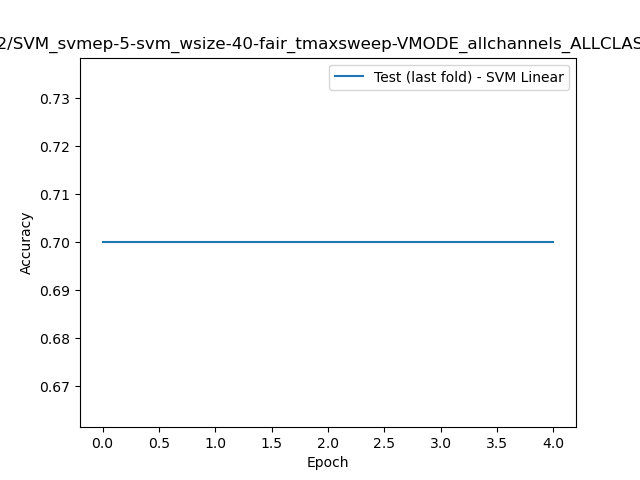 2/SVM_svmep-5-svm_wsize-40-fair_tmaxsweep-VMODE_allchannels_ALLCLAS
Test (last fold) - SVM Linear
0.73
0.72
0.71
0.70
0.69
0.68
0.67
Accuracy
0.0 0.5 1.0 1.5 2.0 2.5 3.0 3.5 4.0
Epoch